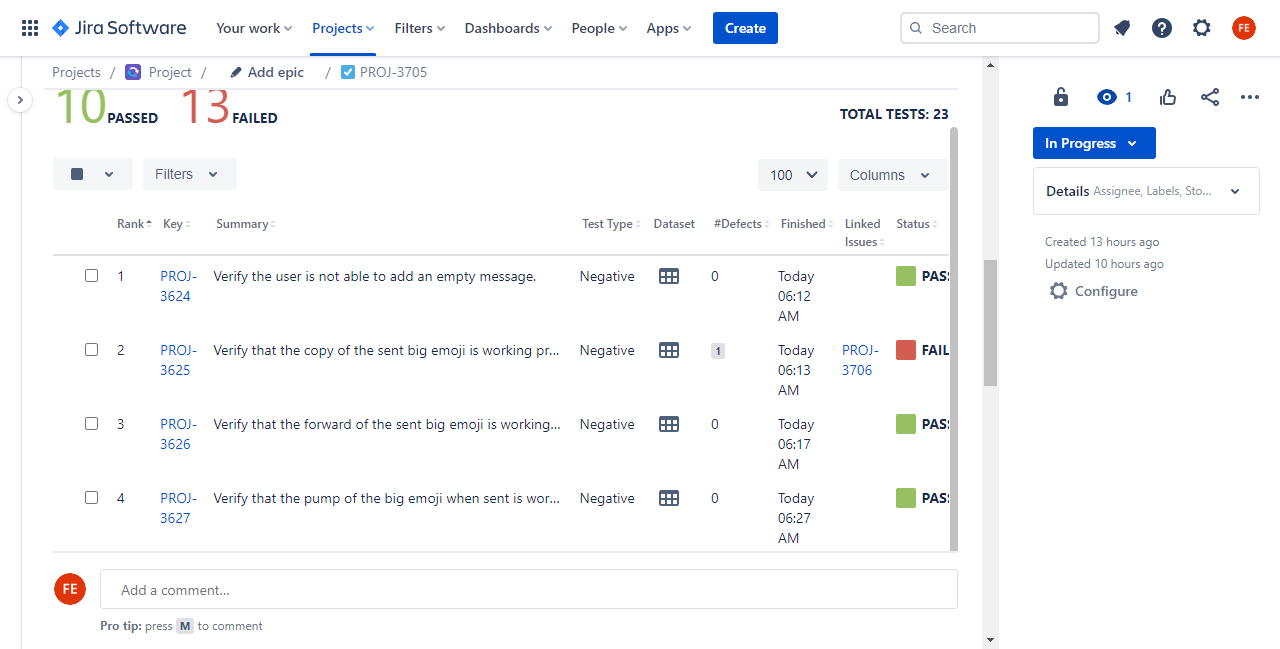 Jira Software Your work Projects Filters Dashboards People Apps Create Search FE
Projects / Project / Add epic / PROJ-3705
1
10 PASSED 13 FAILED
TOTAL TESTS: 23
In Progress
Filters 100 Columns
Details Assignee, Labels, Sto...
Rank Key Summary Test Type Dataset #Defects Finished Linked Issues Status
Created 13 hours ago
Updated 10 hours ago
Configure
1 PROJ-3624 Verify the user is not able to add an empty message. Negative 0 Today 06:12 AM PASS
2 PROJ-3625 Verify that the copy of the sent big emoji is working pr... Negative 1 Today 06:13 AM PROJ-3706 FAIL
3 PROJ-3626 Verify that the forward of the sent big emoji is working... Negative 0 Today 06:17 AM PASS
4 PROJ-3627 Verify that the pump of the big emoji when sent is wor... Negative 0 Today 06:27 AM PASS
FE Add a comment...
Pro tip: press M to comment